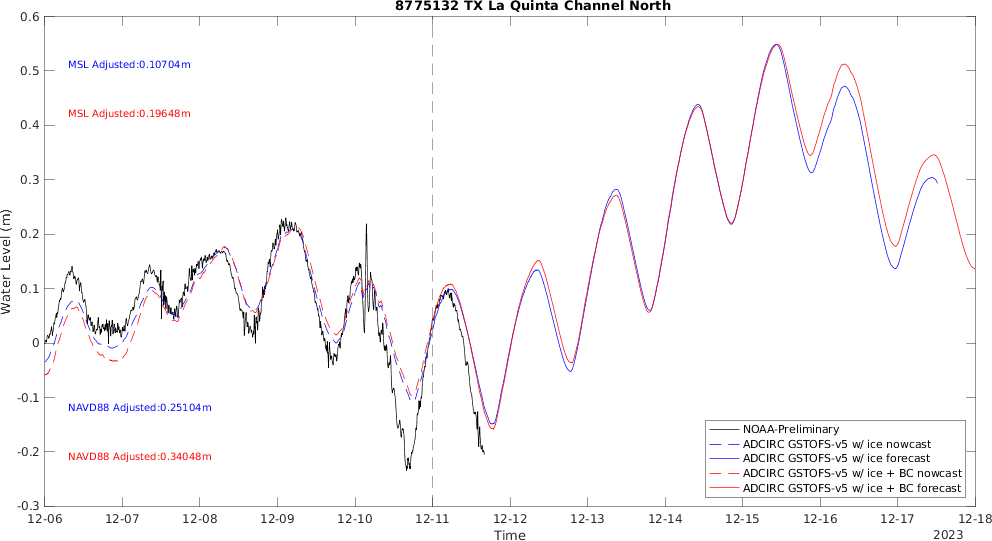 8775132 TX La Quinta Channel North
0.6
0.5
0.4
0.3
0.2
0.1
0
-0.1
-0.2
-0.3
Water Level (m)
MSL Adjusted:0.10704m
MSL Adjusted:0.19648m
NAVD88 Adjusted:0.25104m
NAVD88 Adjusted:0.34048m
NOAA-Preliminary
ADCIRC GSTOFS-v5 w/ ice nowcast
ADCIRC GSTOFS-v5 w/ ice forecast
ADCIRC GSTOFS-v5 w/ ice + BC nowcast
ADCIRC GSTOFS-v5 w/ ice + BC forecast
12-06 12-07 12-08 12-09 12-10 12-11 12-12 12-13 12-14 12-15 12-16 12-17 12-18
Time
2023